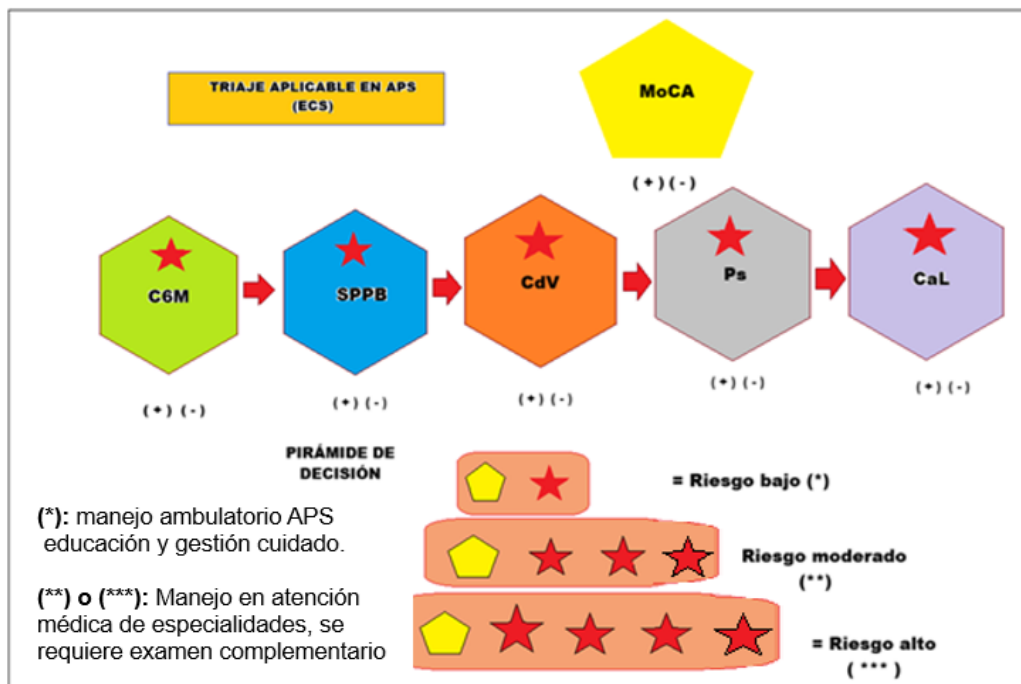 TRIAJE APLICABLE EN APS
(ECS)
MoCA
(+) (-)
C6M
SPPB
CdV
Ps
CaL
(+) (-)
(+) (-)
(+) (-)
(+) (-)
(+) (-)
PIRÁMIDE DE
DECISIÓN
= Riesgo bajo (*)
(*): manejo ambulatorio APS
educación y gestión cuidado.
Riesgo moderado
(**)
(**) o (***): Manejo en atención
médica de especialidades, se
requiere examen complementario
= Riesgo alto
( *** )